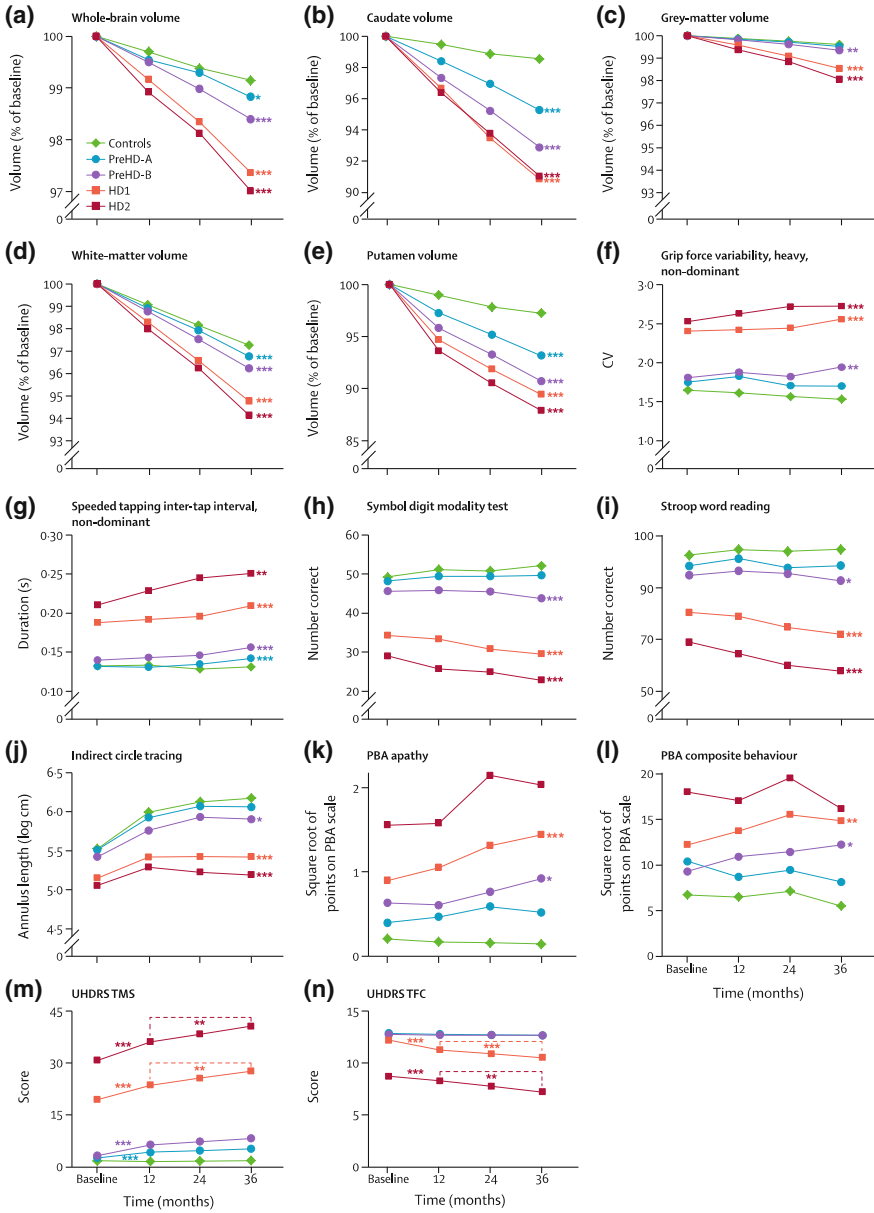 (a) Whole-brain volume
Volume (% of baseline)
100
99
98
97
0
Controls
PreHD-A
PreHD-B
HD1
HD2
*
***
***
***
(b) Caudate volume
Volume (% of baseline)
100
98
96
94
92
90
0
***
***
***
***
(c) Grey-matter volume
Volume (% of baseline)
100
99
98
97
96
95
94
93
0
**
***
***
(d) White-matter volume
Volume (% of baseline)
100
99
98
97
96
95
94
93
0
***
***
***
***
(e) Putamen volume
Volume (% of baseline)
100
95
90
85
0
***
***
***
***
(f) Grip force variability, heavy,
non-dominant
CV
3·0
2·5
2·0
1·5
1·0
0
***
***
**
(g) Speeded tapping inter-tap interval,
non-dominant
Duration (s)
0·30
0·25
0·20
0·15
0·10
0
**
***
***
***
(h) Symbol digit modality test
Number correct
60
50
40
30
20
0
***
***
***
(i) Stroop word reading
Number correct
100
90
70
50
0
*
***
***
(j) Indirect circle tracing
Annulus length (log cm)
6·5
6·0
5·5
5·0
4·5
0
*
***
***
(k) PBA apathy
Square root of
points on PBA scale
2
1
0
***
*
(l) PBA composite behaviour
Square root of
points on PBA scale
20
15
10
5
0
**
*
Baseline 12 24 36
Time (months)
(m) UHDRS TMS
Score
45
30
15
0
*** **
*** **
***
***
Baseline 12 24 36
Time (months)
(n) UHDRS TFC
Score
15
10
5
0
*** ***
*** **
Baseline 12 24 36
Time (months)